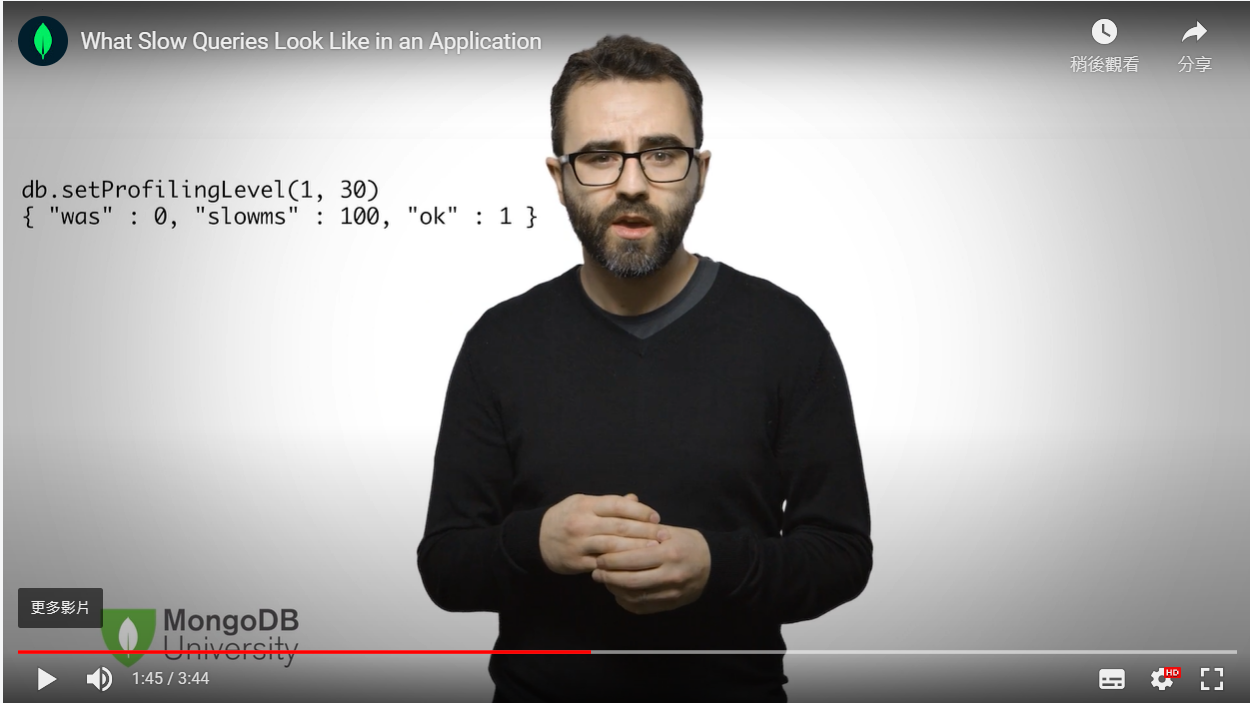 What Slow Queries Look Like in an Application
稍後觀看
分享
db.setProfilingLevel(1, 30)
{ "was" : 0, "slowms" : 100, "ok" : 1 }
更多影片
MongoDB
University
1:45 / 3:44
HD